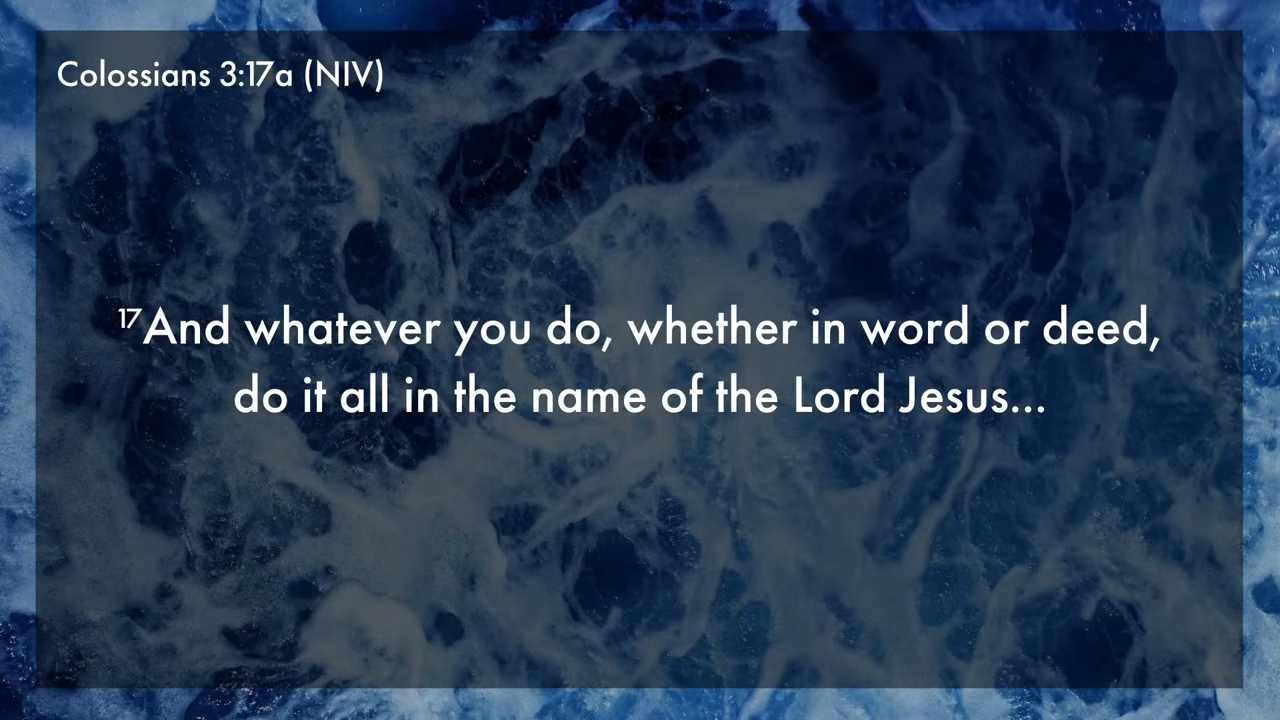 Colossians 3:17a (NIV)
¹⁷And whatever you do, whether in word or deed,
do it all in the name of the Lord Jesus...